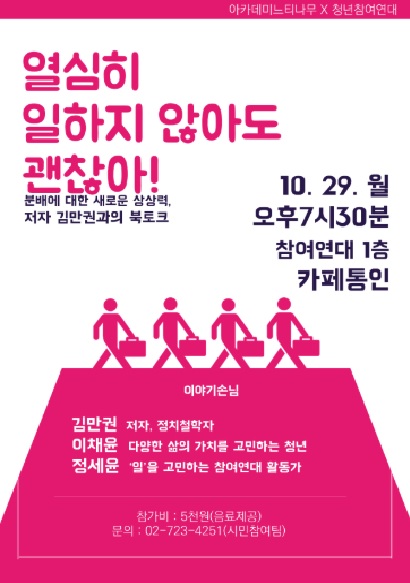 아카데미느티나무 X 청년참여연대
열심히
일하지 않아도
괜찮아!
분배에 대한 새로운 상상력,
저자 김만권과의 북토크
10. 29. 월
오후7시30분
참여연대 1층
카페통인
이야기손님
김만권 저자, 정치철학자
이채윤 다양한 삶의 가치를 고민하는 청년
정세윤 '일'을 고민하는 참여연대 활동가
참가비 : 5천원(음료제공)
문의 : 02-723-4251(시민참여팀)